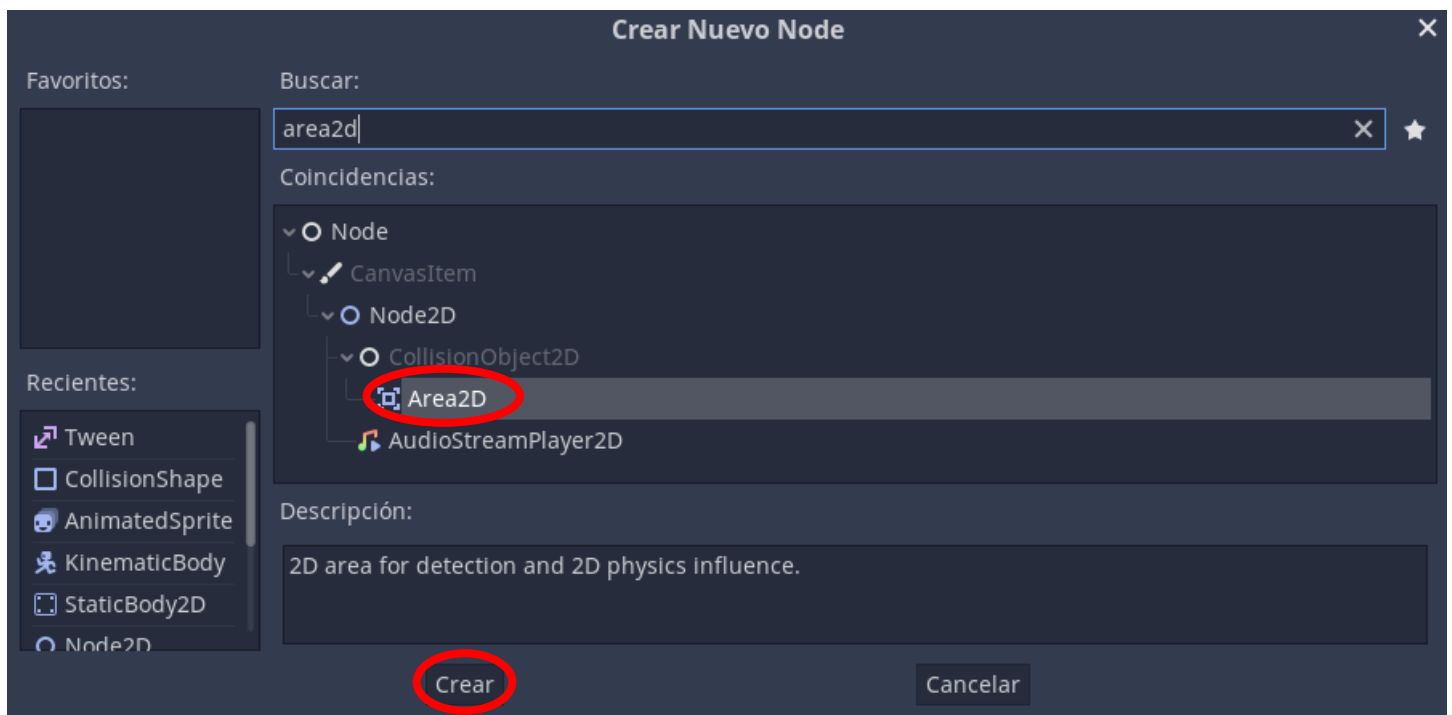 Crear Nuevo Node
Favoritos:
Buscar:
area2d
Coincidencias:
Node
CanvasItem
Node2D
CollisionObject2D
Area2D
AudioStreamPlayer2D
Recientes:
Tween
CollisionShape
AnimatedSprite
KinematicBody
StaticBody2D
Node2D
Descripción:
2D area for detection and 2D physics influence.
Crear
Cancelar